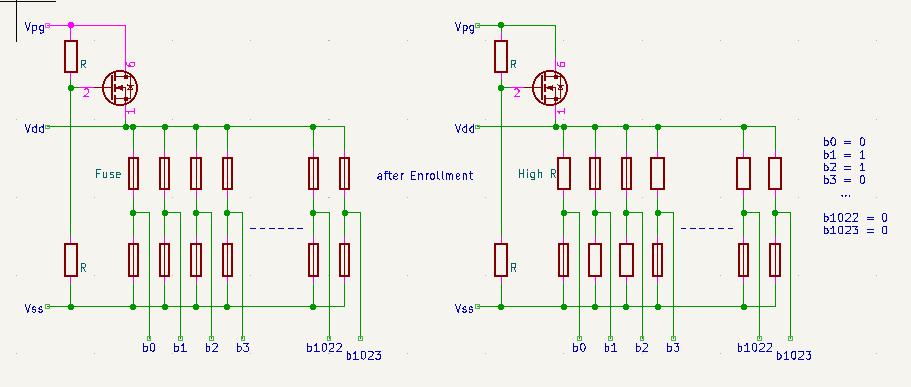 Vpg
R
6
2
1
Vdd
Fuse
R
Vss
b0 b1 b2 b3 b1022 b1023
after Enrollment
Vpg
R
6
2
1
Vdd
High R
R
Vss
b0 b1 b2 b3 b1022 b1023
b0 = 0
b1 = 1
b2 = 1
b3 = 0
...
b1022 = 0
b1023 = 0